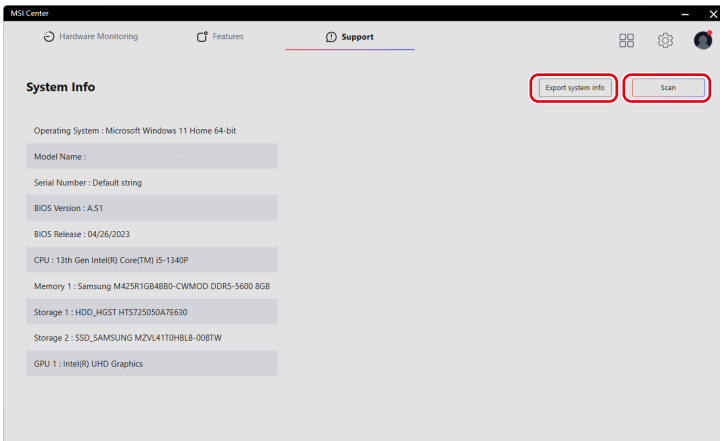 MSI Center
Hardware Monitoring
Features
Support
System Info
Export system info
Scan
Operating System : Microsoft Windows 11 Home 64-bit
Model Name :
Serial Number : Default string
BIOS Version : A.S1
BIOS Release : 04/26/2023
CPU : 13th Gen Intel(R) Core(TM) i5-1340P
Memory 1 : Samsung M425R1GB4BB0-CWMOD DDR5-5600 8GB
Storage 1 : HDD_HGST HTS725050A7E630
Storage 2 : SSD_SAMSUNG MZVL41T0HBLB-00BTW
GPU 1 : Intel(R) UHD Graphics